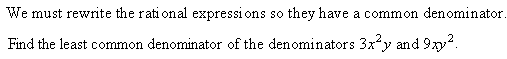 We must rewrite the rational expressions so they have a common denominator.
Find the least common denominator of the denominators 3x²y and 9xy².